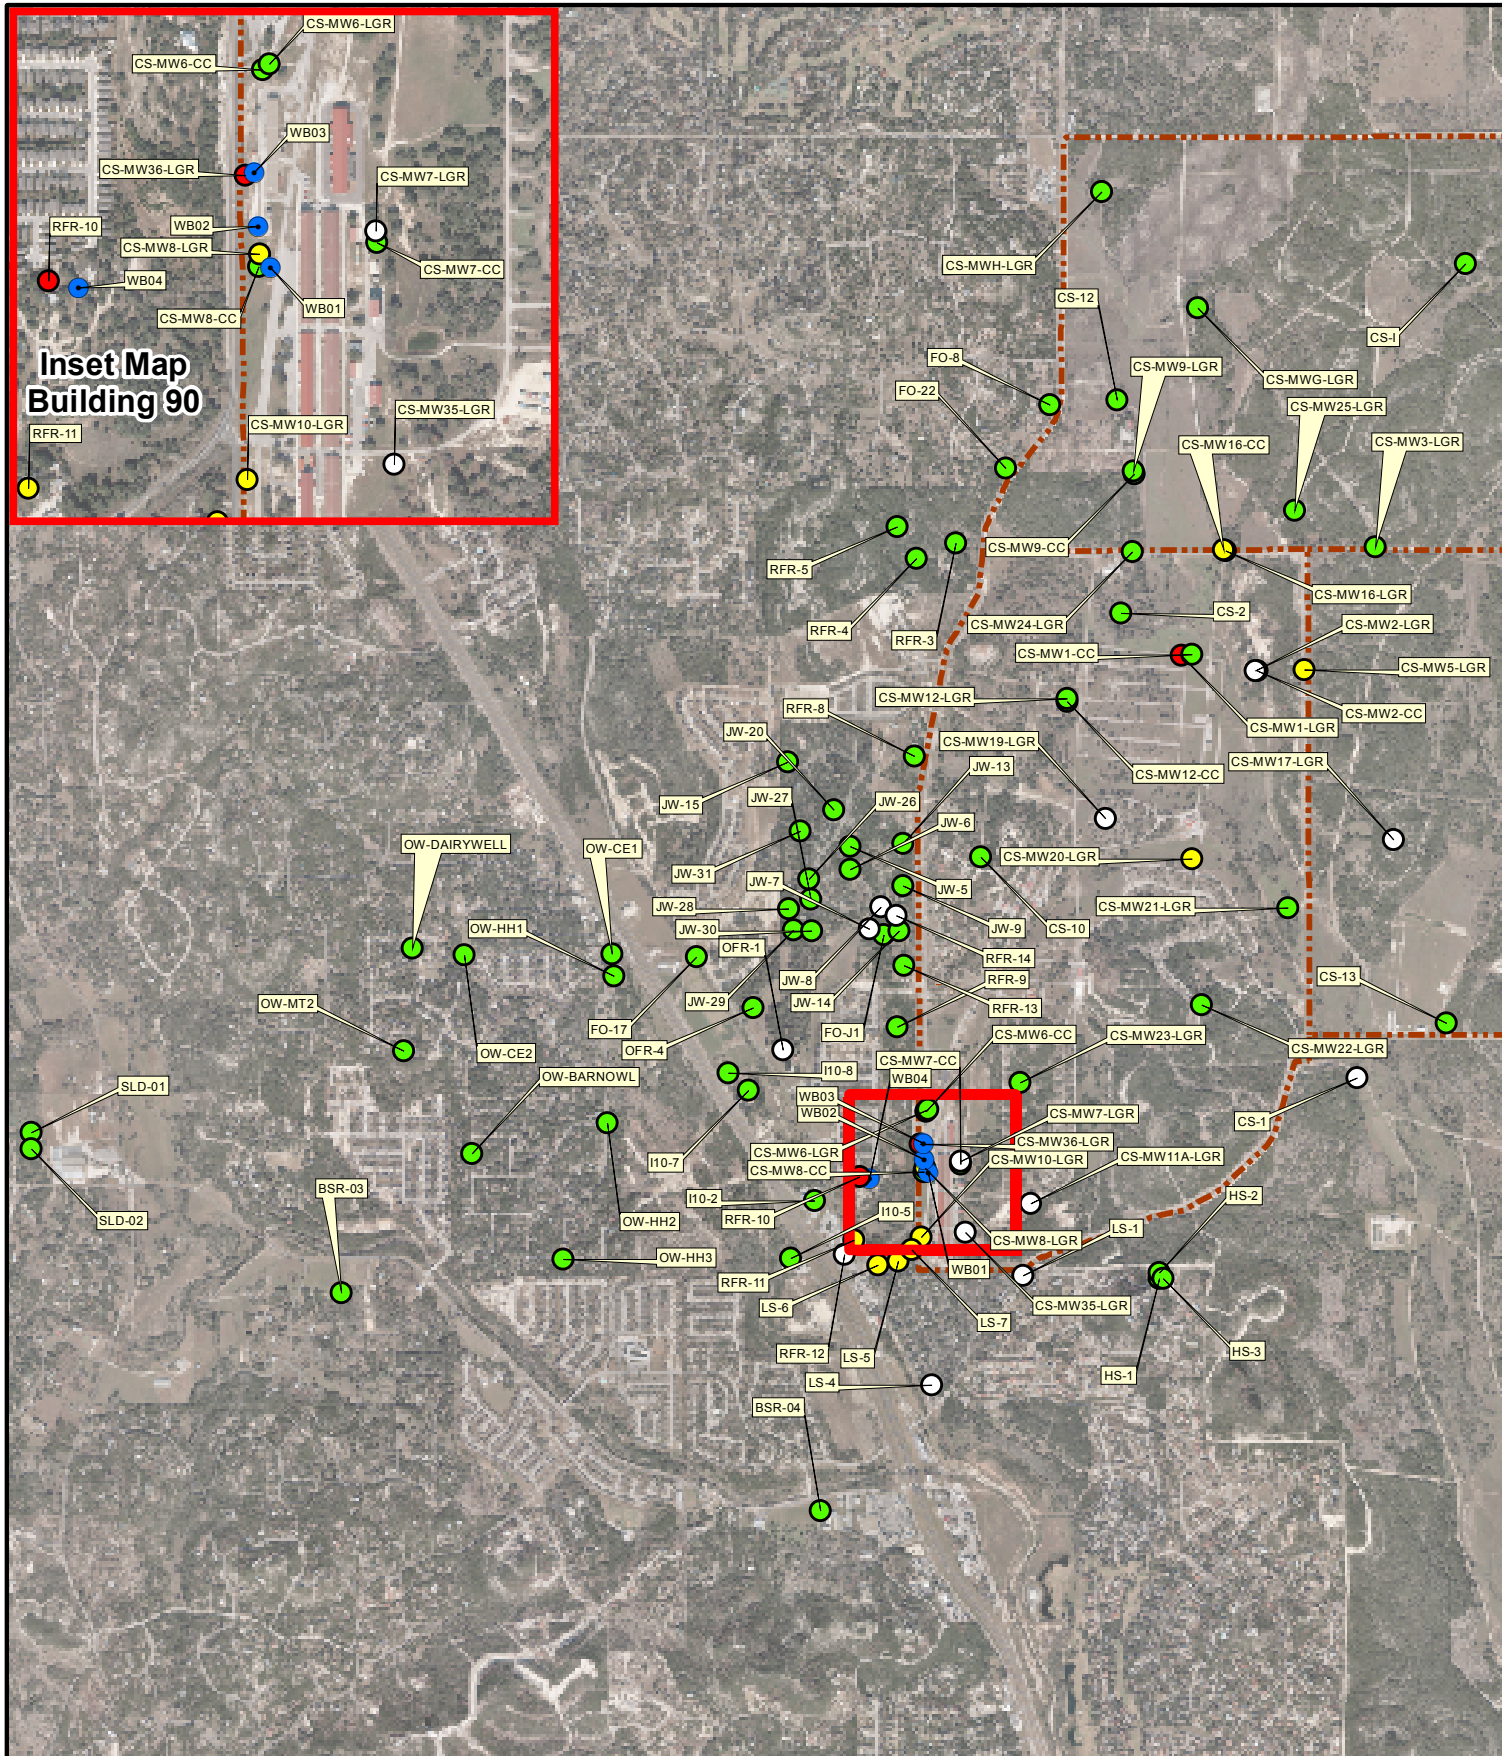 CS-MW6-LGR
CS-MW6-CC
WB03
CS-MW36-LGR
CS-MW7-LGR
RFR-10
WB02
CS-MW8-LGR
WB04
CS-MW7-CC
CS-MW8-CC
WB01
Inset Map
Building 90
CS-MW35-LGR
RFR-11
CS-MW10-LGR
CS-MWH-LGR
CS-12
CS-I
FO-8
CS-MW9-LGR
CS-MWG-LGR
FO-22
CS-MW25-LGR
CS-MW16-CC
CS-MW3-LGR
CS-MW9-CC
RFR-5
CS-MW16-LGR
CS-2
RFR-4
CS-MW24-LGR
CS-MW2-LGR
RFR-3
CS-MW1-CC
CS-MW5-LGR
CS-MW12-LGR
RFR-8
CS-MW2-CC
CS-MW1-LGR
JW-20
CS-MW19-LGR
CS-MW17-LGR
JW-13
CS-MW12-CC
JW-27
JW-15
JW-26
JW-6
OW-DAIRYWELL
OW-CE1
CS-MW20-LGR
JW-31
JW-7
JW-5
JW-28
CS-MW21-LGR
OW-HH1
JW-30
JW-9
CS-10
OFR-1
RFR-14
CS-13
JW-8
RFR-9
OW-MT2
JW-29
JW-14
RFR-13
FO-17
FO-J1
CS-MW6-CC
CS-MW23-LGR
OFR-4
OW-CE2
CS-MW22-LGR
CS-MW7-CC
I10-8
OW-BARNOWL
WB04
SLD-01
WB03
WB02
CS-MW7-LGR
CS-1
CS-MW36-LGR
CS-MW6-LGR
CS-MW11A-LGR
CS-MW10-LGR
I10-7
CS-MW8-CC
BSR-03
HS-2
I10-2
I10-5
SLD-02
OW-HH2
RFR-10
LS-1
CS-MW8-LGR
OW-HH3
WB01
RFR-11
LS-6
CS-MW35-LGR
LS-7
RFR-12
LS-5
HS-3
HS-1
LS-4
BSR-04